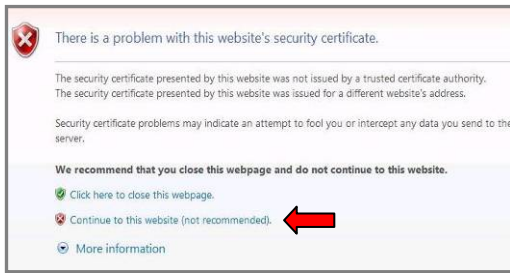 There is a problem with this website's security certificate.
The security certificate presented by this website was not issued by a trusted certificate authority.
The security certificate presented by this website was issued for a different website's address.
Security certificate problems may indicate an attempt to fool you or intercept any data you send to the
server.
We recommend that you close this webpage and do not continue to this website.
Click here to close this webpage.
Continue to this website (not recommended).
More information